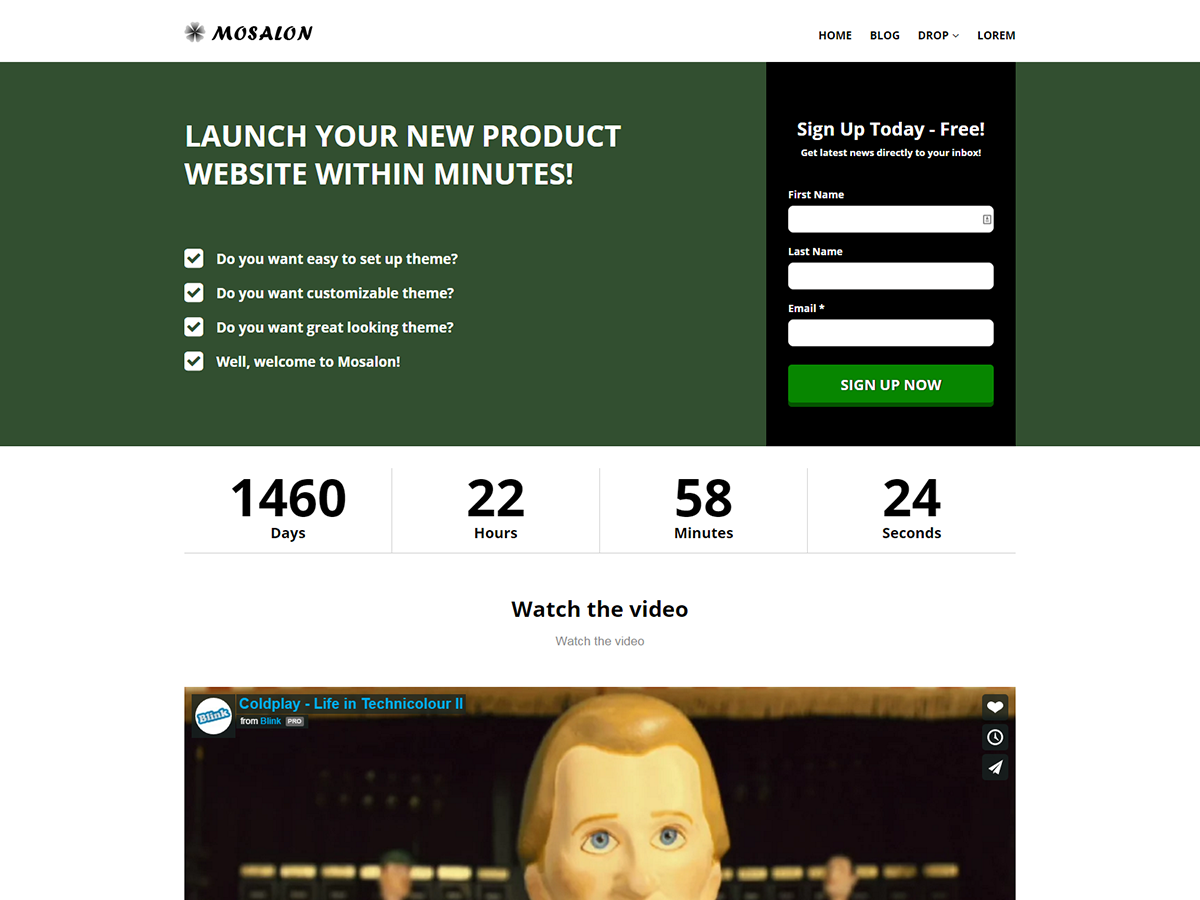 MOSALON
HOME BLOG DROP LOREM
LAUNCH YOUR NEW PRODUCT
WEBSITE WITHIN MINUTES!
Do you want easy to set up theme?
Do you want customizable theme?
Do you want great looking theme?
Well, welcome to Mosalon!
Sign Up Today - Free!
Get latest news directly to your inbox!
First Name
Last Name
Email *
SIGN UP NOW
1460 22 58 24
Days Hours Minutes Seconds
Watch the video
Watch the video
Blink
Coldplay - Life in Technicolour II
from Blink PRO